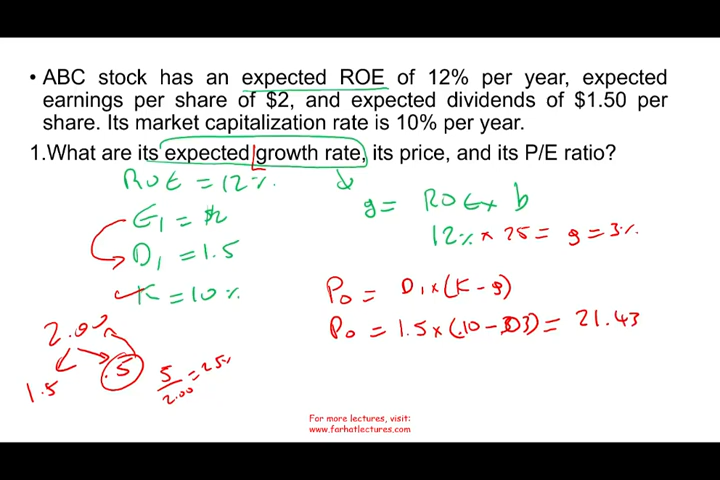 • ABC stock has an expected ROE of 12% per year, expected
earnings per share of $2, and expected dividends of $1.50 per
share. Its market capitalization rate is 10% per year.
1.What are its expected growth rate, its price, and its P/E ratio?
ROE = 12%.
E1 = $2
D1 = 1.5
K = 10%
g = ROE x b
12% x 25 = g = 3%
P0 = D1 x (K - g)
P0 = 1.5 x (.10 - .03) = 21.43
2.00
1.5
.5
5/2.00 = 25%
For more lectures, visit:
www.farhatlectures.com